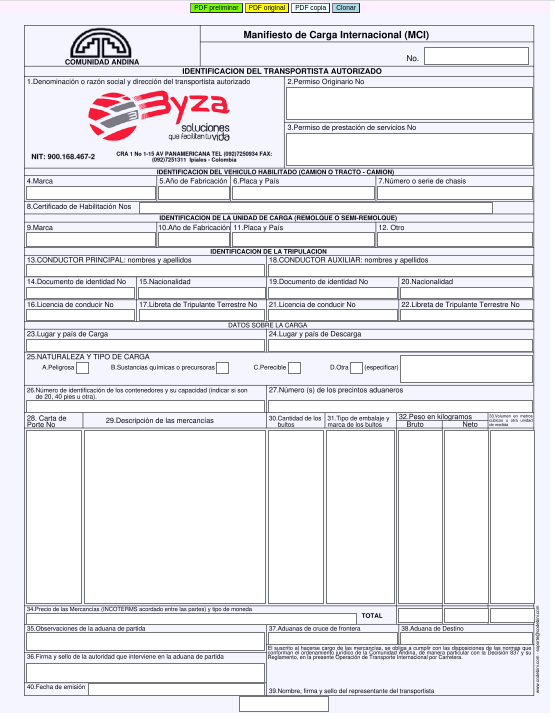 PDF preliminar PDF original PDF copia Clonar
COMUNIDAD ANDINA
Manifiesto de Carga Internacional (MCI)
No.
IDENTIFICACION DEL TRANSPORTISTA AUTORIZADO
1.Denominación o razón social y dirección del transportista autorizado
2.Permiso Originario No
Byza
soluciones
que facilitan tu vida
3.Permiso de prestación de servicios No
NIT: 900.168.467-2
CRA 1 No 1-15 AV PANAMERICANA TEL (092)7250934 FAX:
(092)7251311 Ipiales - Colombia
IDENTIFICACION DEL VEHICULO HABILITADO (CAMION O TRACTO - CAMION)
4.Marca 5.Año de Fabricación 6.Placa y País 7.Número o serie de chasis
8.Certificado de Habilitación Nos
IDENTIFICACION DE LA UNIDAD DE CARGA (REMOLQUE O SEMI-REMOLQUE)
9.Marca 10.Año de Fabricación 11.Placa y País 12. Otro
IDENTIFICACION DE LA TRIPULACION
13.CONDUCTOR PRINCIPAL: nombres y apellidos 18.CONDUCTOR AUXILIAR: nombres y apellidos
14.Documento de identidad No 15.Nacionalidad 19.Documento de identidad No 20.Nacionalidad
16.Licencia de conducir No 17.Libreta de Tripulante Terrestre No 21.Licencia de conducir No 22.Libreta de Tripulante Terrestre No
DATOS SOBRE LA CARGA
23.Lugar y país de Carga 24.Lugar y país de Descarga
25.NATURALEZA Y TIPO DE CARGA
A.Peligrosa B.Sustancias químicas o precursoras C.Perecible D.Otra (especificar)
26.Número de identificación de los contenedores y su capacidad (indicar si son
de 20, 40 pies u otra).
27.Número (s) de los precintos aduaneros
28. Carta de
Porte No
29.Descripción de las mercancías
30.Cantidad de los
bultos
31.Tipo de embalaje y
marca de los bultos
32.Peso en kilogramos
Bruto Neto
33.Volumen en metros
cúbicos u otra unidad
de medida
34.Precio de las Mercancías (INCOTERMS acordado entre las partes) y tipo de moneda
TOTAL
35.Observaciones de la aduana de partida 37.Aduanas de cruce de frontera 38.Aduana de Destino
36.Firma y sello de la autoridad que interviene en la aduana de partida
El suscrito al hacerse cargo de las mercancías, se obliga a cumplir con las disposiciones de las normas que
conforman el ordenamiento jurídico de la Comunidad Andina, de manera particular con la Decisión 837 y su
Reglamento, en la presente Operación de Transporte Internacional por Carretera.
40.Fecha de emisión
39.Nombre, firma y sello del representante del transportista